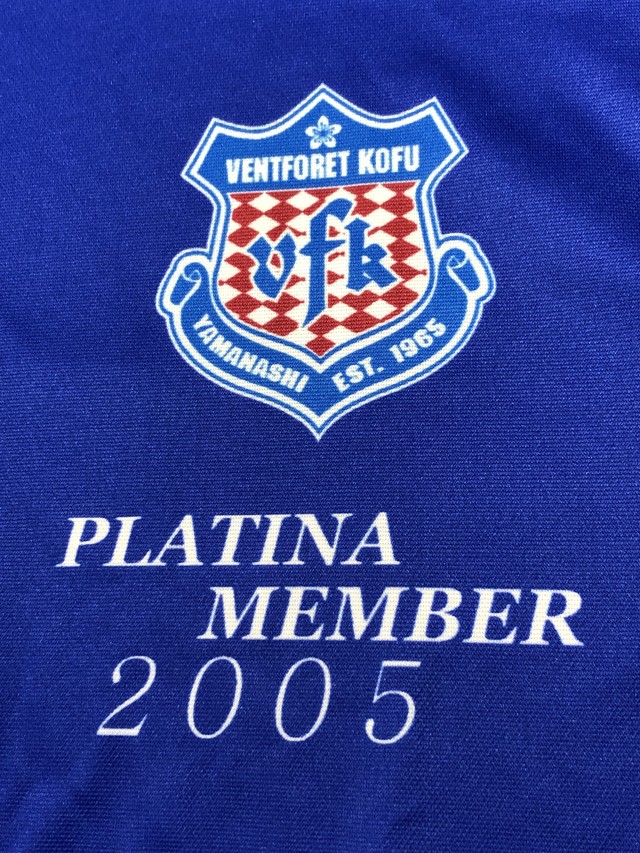 VENTFORET KOFU
vfk
YAMANASHI EST. 1965
PLATINA
MEMBER
2005